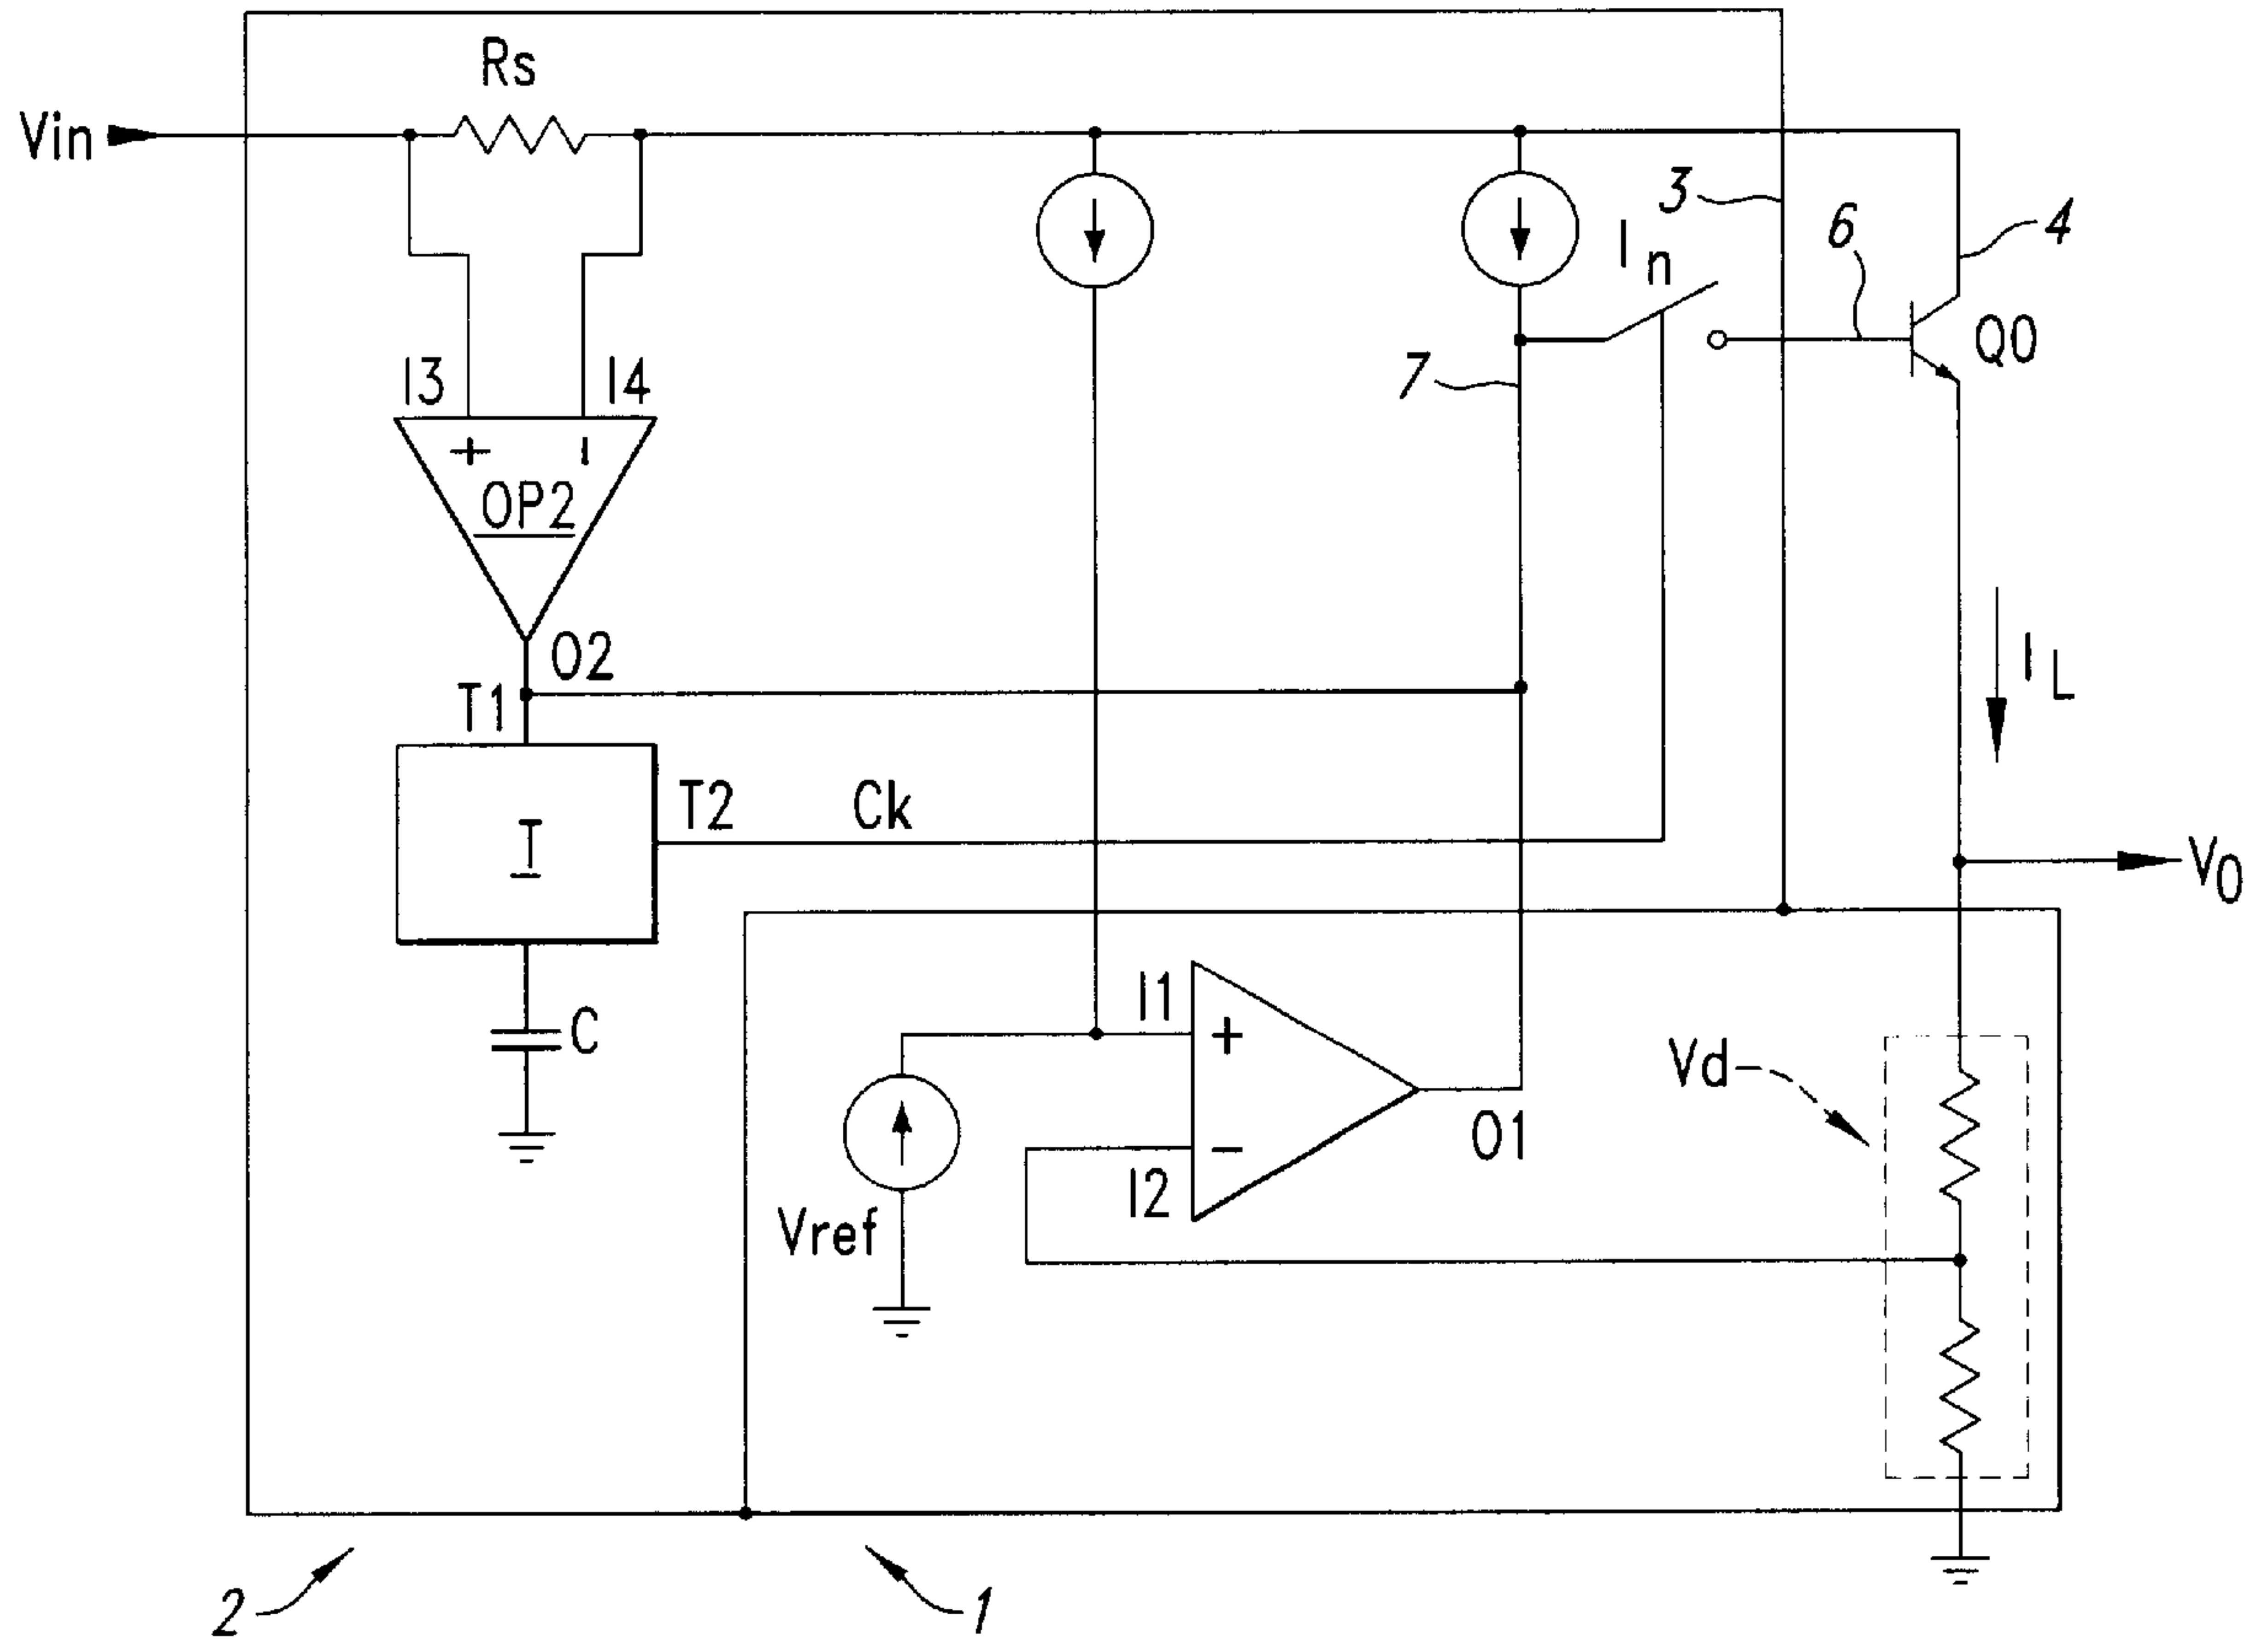 Rs
Vin
3
6
4
In
Q0
7
I3
I4
+
-
OP2
O2
T1
IL
T2
Ck
I
V0
C
I1
+
Vd
O1
-
I2
Vref
2
1